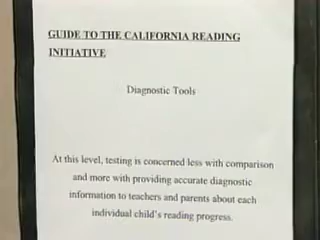 GUIDE TO THE CALIFORNIA READING
INITIATIVE
Diagnostic Tools
At this level, testing is concerned less with comparison
and more with providing accurate diagnostic
information to teachers and parents about each
individual child's reading progress.